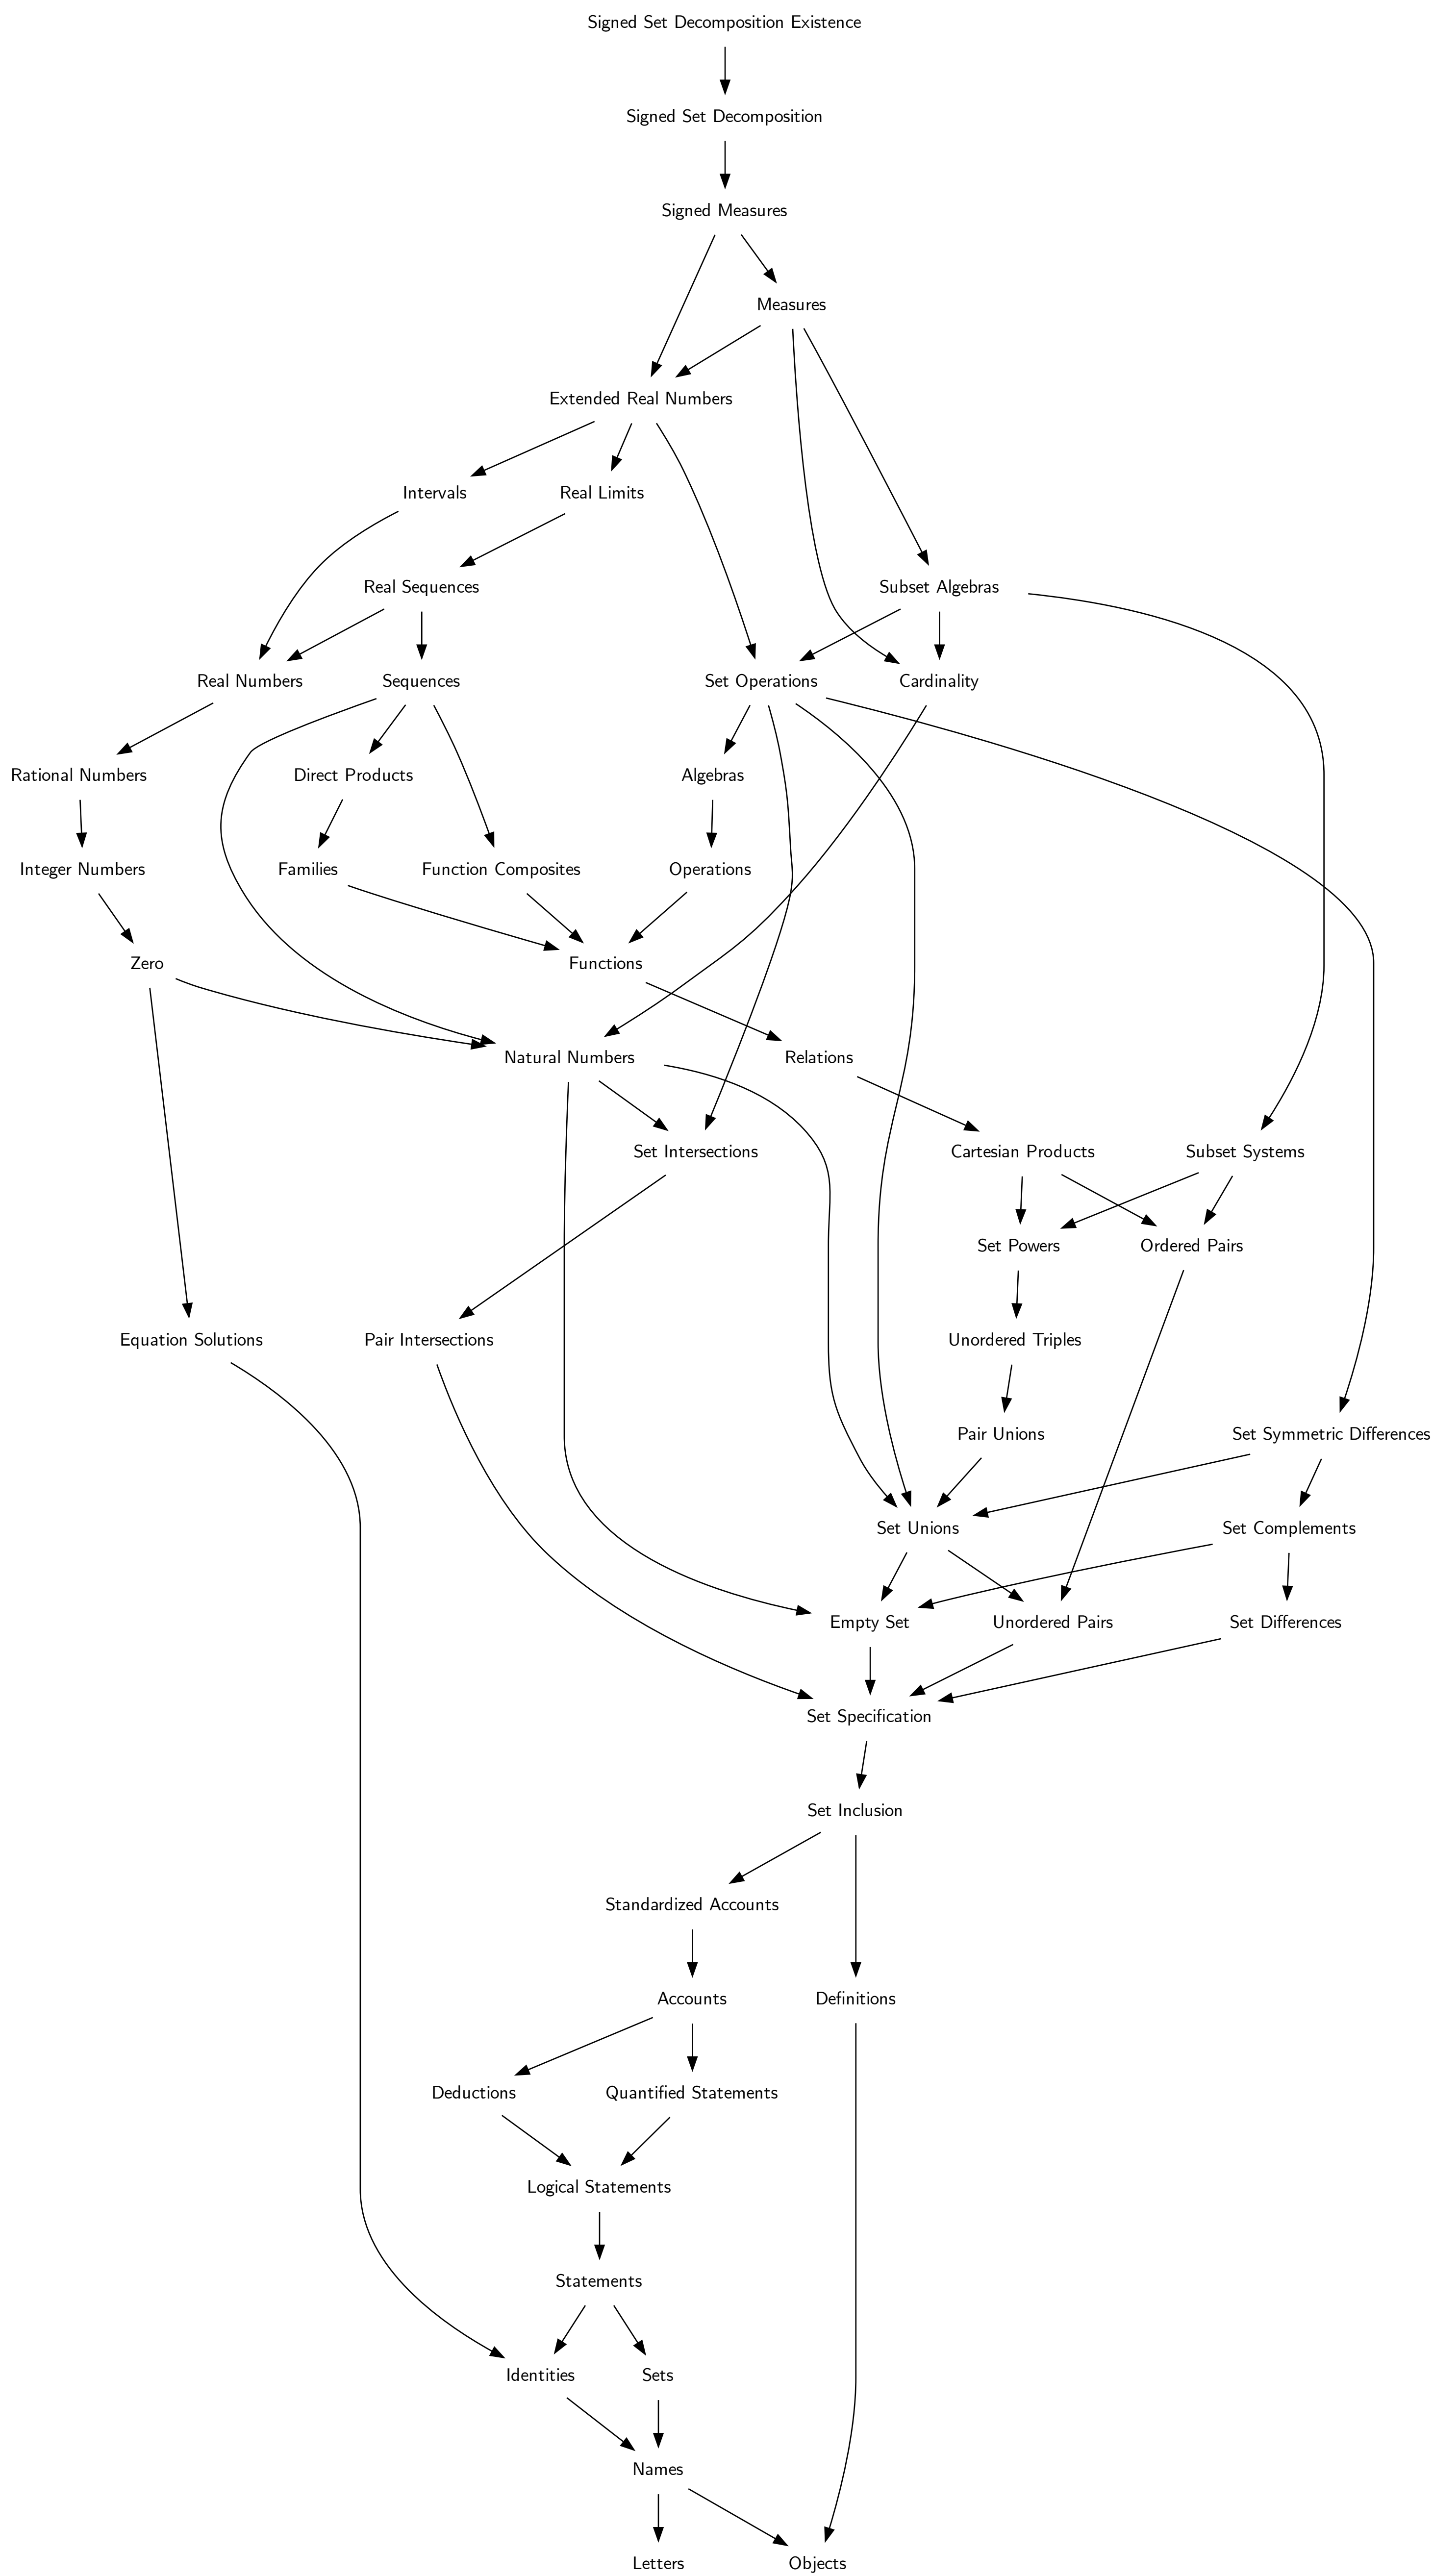 Signed Set Decomposition Existence
Signed Set Decomposition
Signed Measures
Measures
Extended Real Numbers
Intervals
Real Limits
Real Sequences
Subset Algebras
Real Numbers
Sequences
Set Operations
Cardinality
Rational Numbers
Direct Products
Algebras
Integer Numbers
Families
Function Composites
Operations
Zero
Functions
Natural Numbers
Relations
Set Intersections
Cartesian Products
Subset Systems
Set Powers
Ordered Pairs
Equation Solutions
Pair Intersections
Unordered Triples
Pair Unions
Set Symmetric Differences
Set Unions
Set Complements
Empty Set
Unordered Pairs
Set Differences
Set Specification
Set Inclusion
Standardized Accounts
Accounts
Definitions
Deductions
Quantified Statements
Logical Statements
Statements
Identities
Sets
Names
Letters
Objects